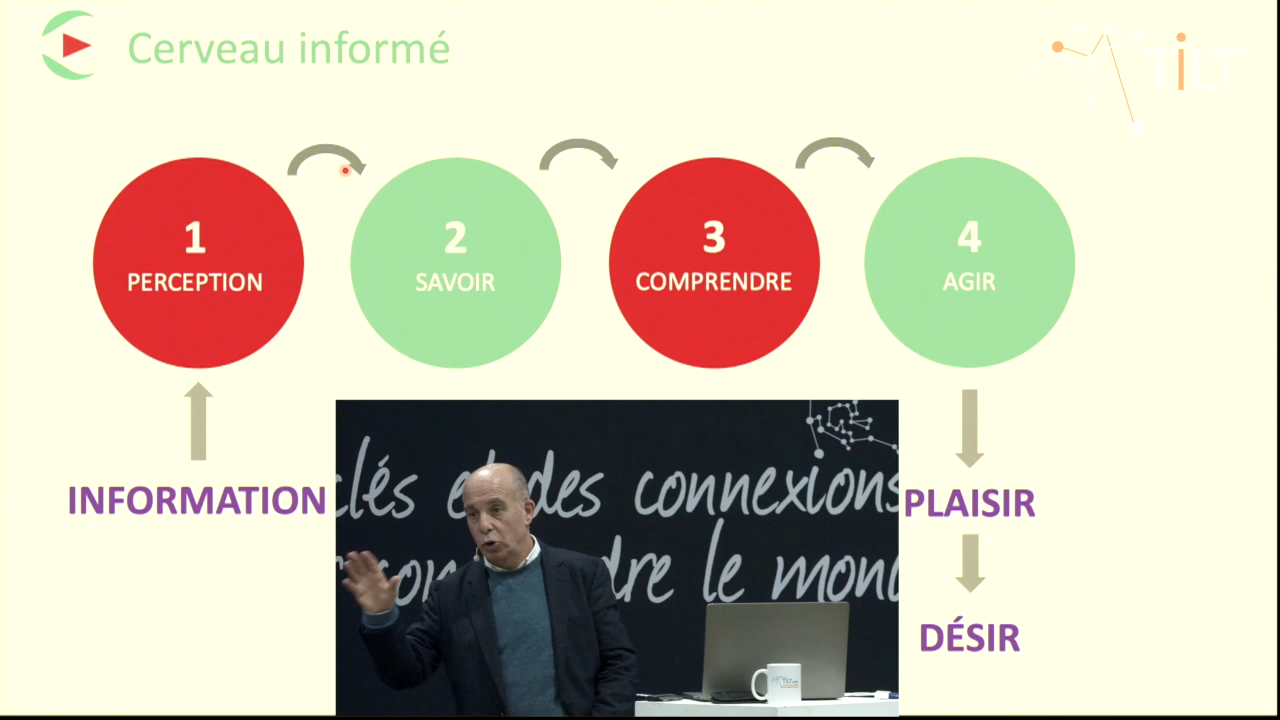 Cerveau informé
TiLT
1
PERCEPTION
2
SAVOIR
3
COMPRENDRE
4
AGIR
INFORMATION
PLAISIR
DÉSIR
clés et des connexions
dre le mon
TiLT